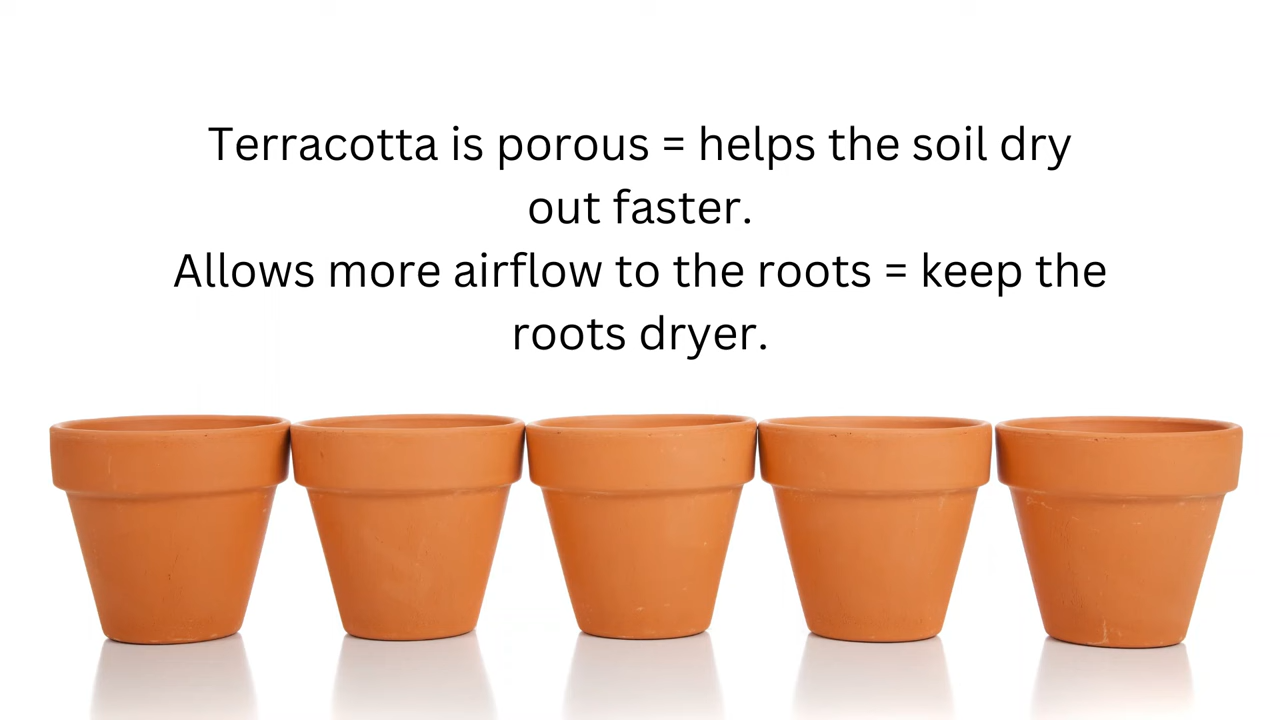 Terracotta is porous = helps the soil dry
out faster.
Allows more airflow to the roots = keep the
roots dryer.